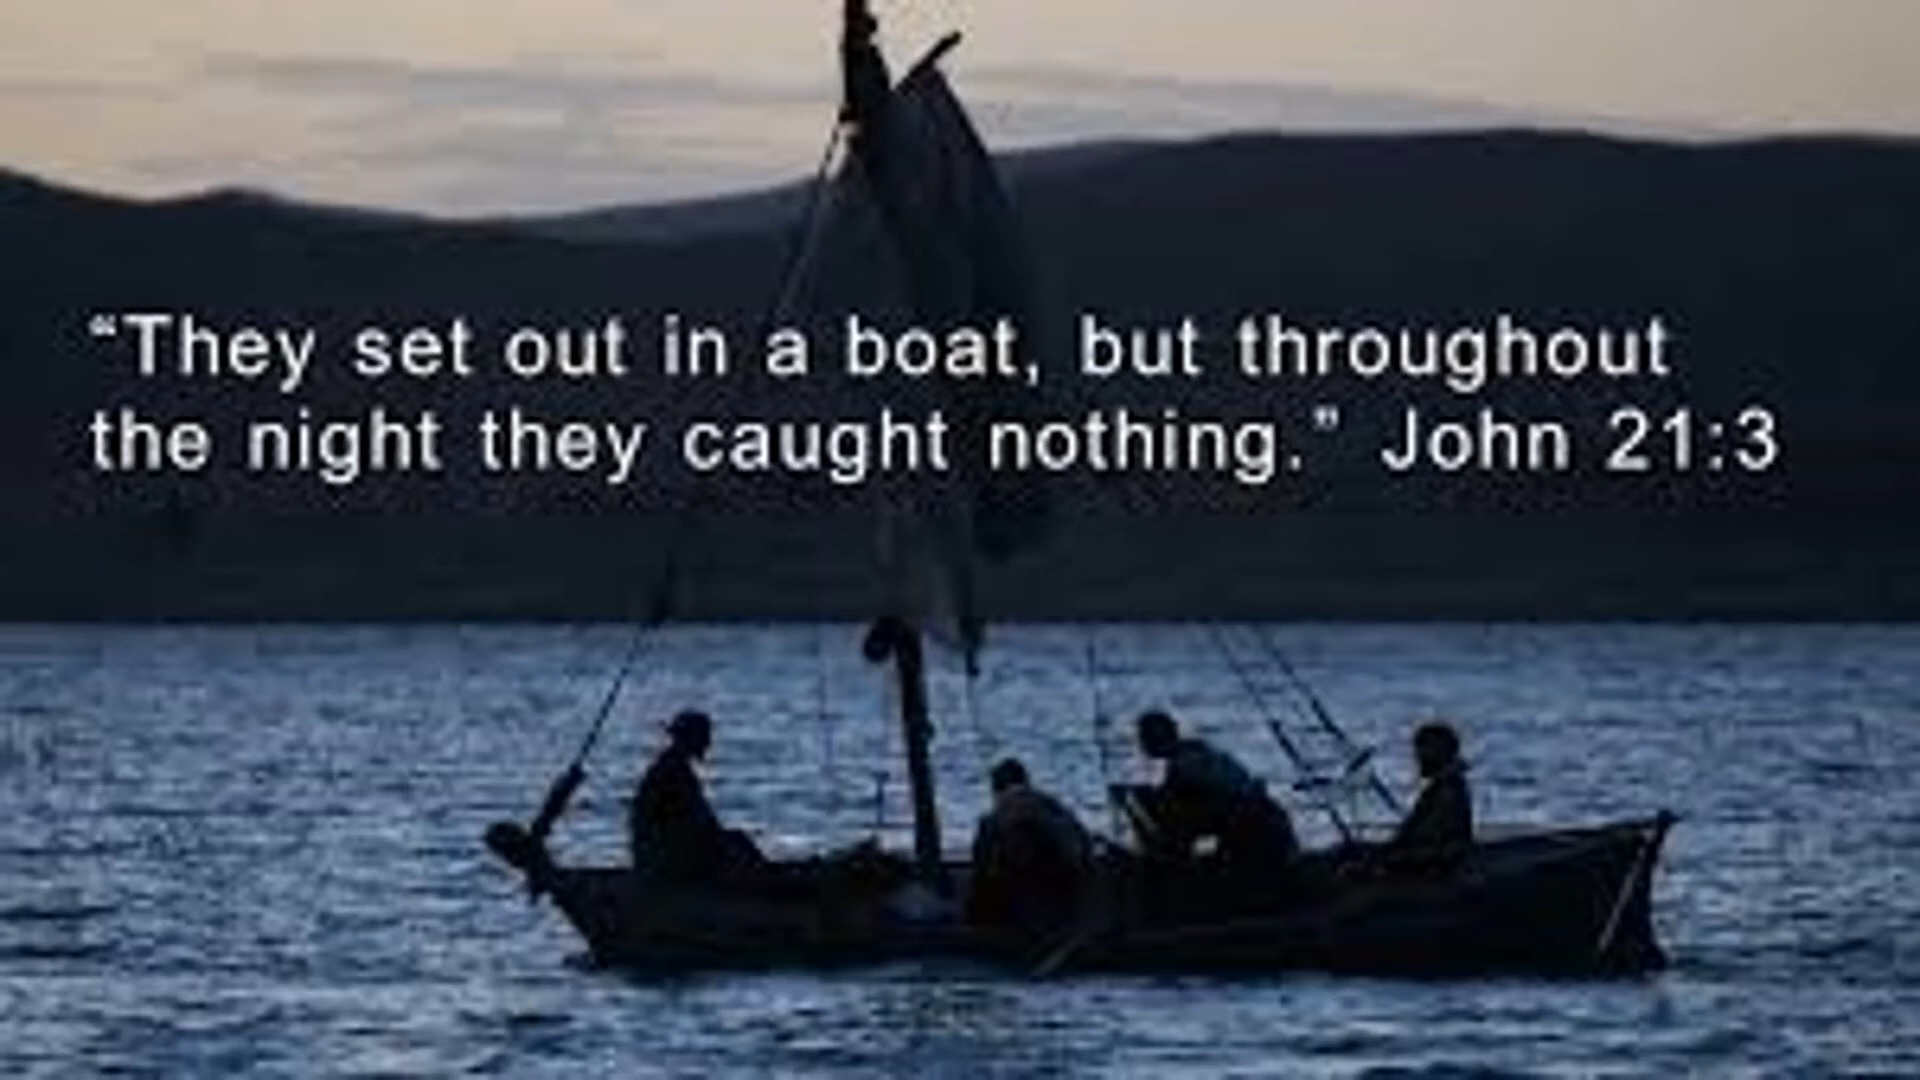 “They set out in a boat, but throughout
the night they caught nothing.” John 21:3